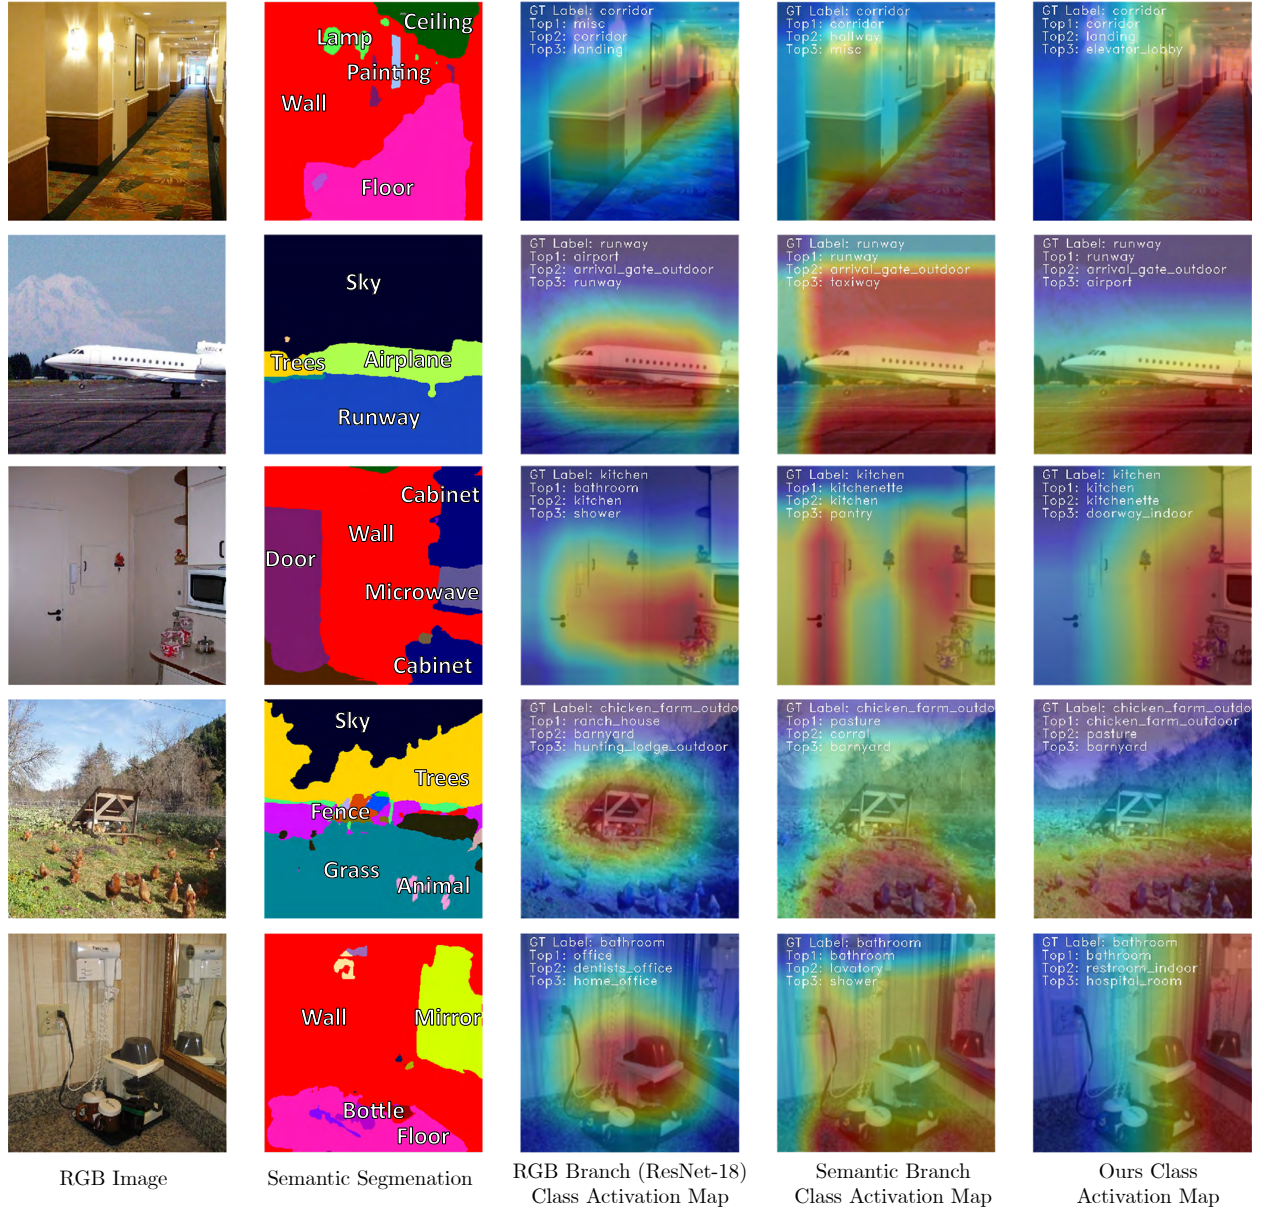 Ceiling
Lamp
Painting
Wall
Floor
GT Label: corridor
Top1: misc
Top2: corridor
Top3: landing
GT Label: corridor
Top1: corridor
Top2: hallway
Top3: misc
GT Label: corridor
Top1: corridor
Top2: landing
Top3: elevator_lobby
Sky
Trees
Airplane
Runway
GT Label: runway
Top1: airport
Top2: arrival_gate_outdoor
Top3: runway
GT Label: runway
Top1: runway
Top2: arrival_gate_outdoor
Top3: taxiway
GT Label: runway
Top1: runway
Top2: arrival_gate_outdoor
Top3: airport
Cabinet
Wall
Door
Microwave
Cabinet
GT Label: kitchen
Top1: bathroom
Top2: kitchen
Top3: shower
GT Label: kitchen
Top1: kitchenette
Top2: kitchen
Top3: pantry
GT Label: kitchen
Top1: kitchen
Top2: kitchenette
Top3: doorway_indoor
Sky
Trees
Fence
Grass
Animal
GT Label: chicken_farm_outdo
Top1: ranch_house
Top2: barnyard
Top3: hunting_lodge_outdoor
GT Label: chicken_farm_outdo
Top1: pasture
Top2: corral
Top3: barnyard
GT Label: chicken_farm_outdo
Top1: chicken_farm_outdoor
Top2: pasture
Top3: barnyard
Wall
Mirror
Bottle
Floor
GT Label: bathroom
Top1: office
Top2: dentists_office
Top3: home_office
GT Label: bathroom
Top1: bathroom
Top2: lavatory
Top3: shower
GT Label: bathroom
Top1: bathroom
Top2: restroom_indoor
Top3: hospital_room
RGB Image
Semantic Segmenation
RGB Branch (ResNet-18)
Class Activation Map
Semantic Branch
Class Activation Map
Ours Class
Activation Map